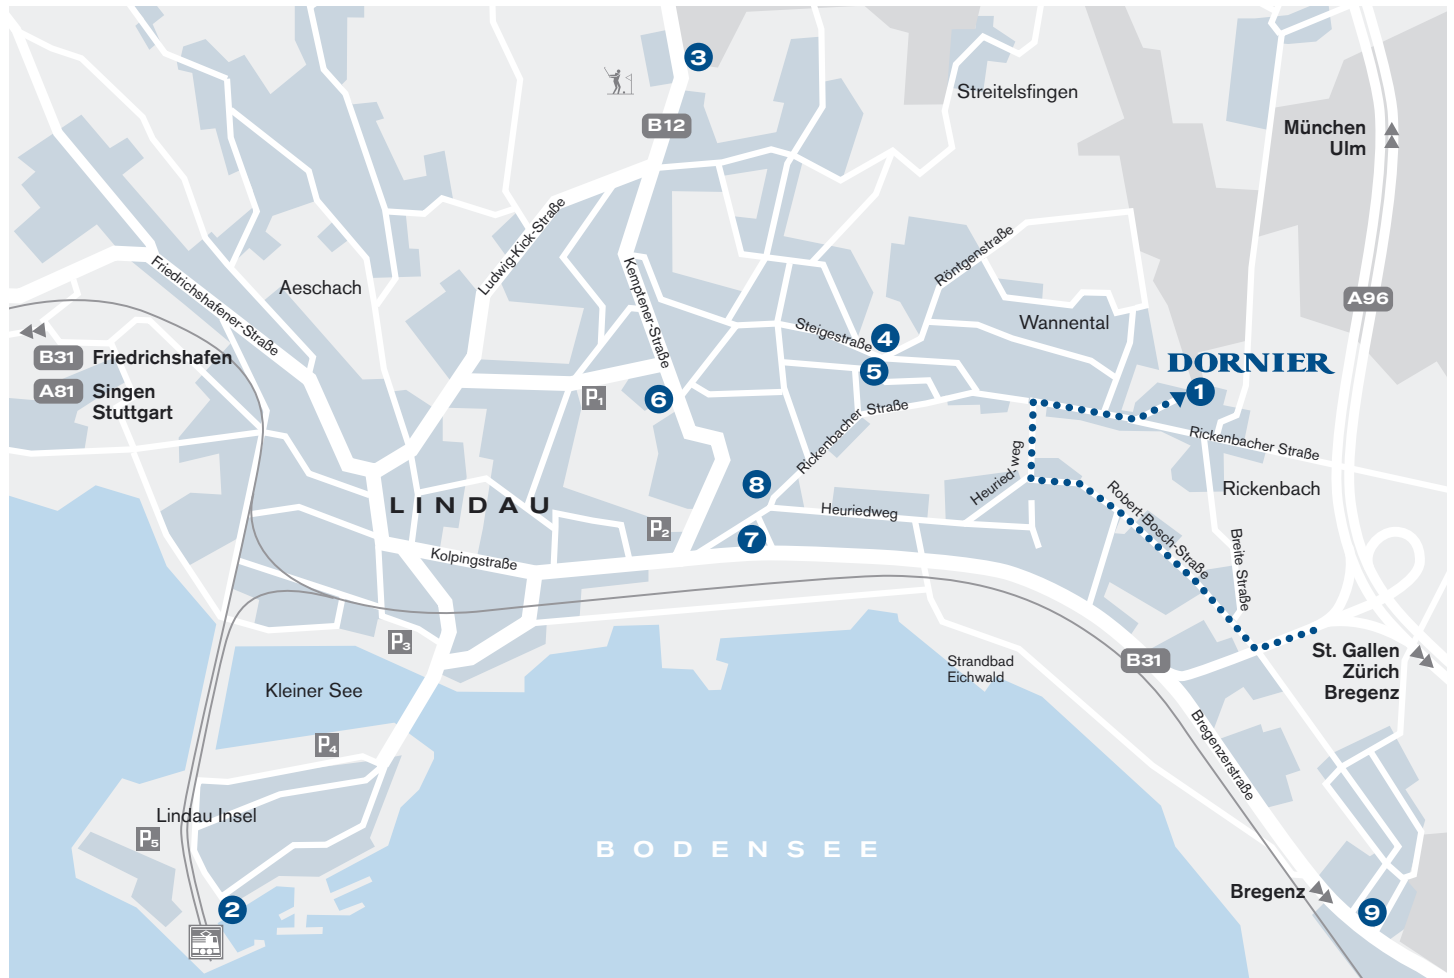 3
Streitelsfingen
B12
München
Ulm
Ludwig-Kick-Straße
Röntgenstraße
Friedrichshafener-Straße
Aeschach
Kemptener-Straße
A96
Steigestraße
4
Wannental
B31 Friedrichshafen
A81 Singen
Stuttgart
5
DORNIER
1
P1
6
Rickenbacher Straße
Rickenbacher Straße
8
Heuried-weg
Rickenbach
LINDAU
Robert-Bosch-Straße
Heuriedweg
P2
7
Kolpingstraße
Breite Straße
P3
Strandbad
Eichwald
B31
St. Gallen
Zürich
Bregenz
Kleiner See
P4
Bregenzerstraße
Lindau Insel
P5
BODENSEE
Bregenz
2
9